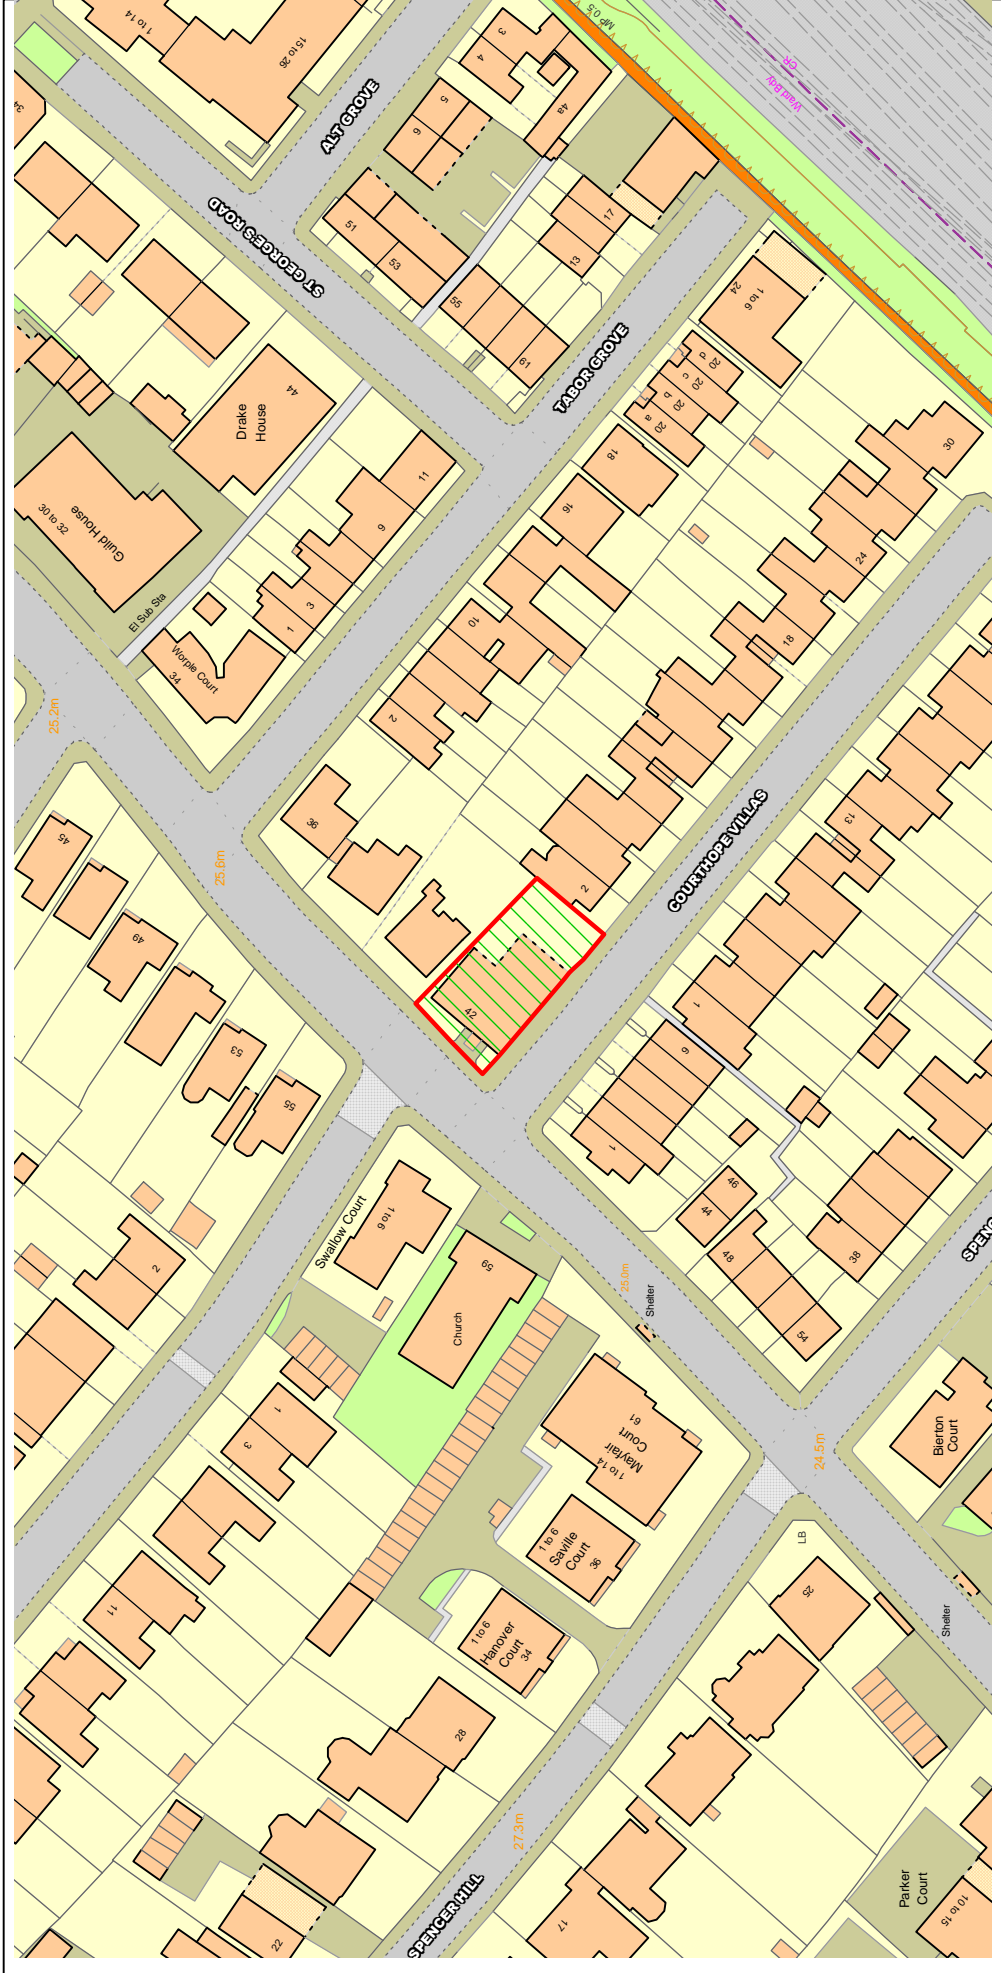 1 to 14
15 to 26
ALT GROVE
3
4
4a
5
6
MP 0.5
CR
Ward Bdy
34
ST GEORGE'S ROAD
51
53
55
61
13
17
TABOR GROVE
24
1 to 6
20 d
20 c
20 b
20 a
18
16
44
Drake
House
30 to 32
Guild House
El Sub Sta
11
9
3
1
Worple Court
34
25.2m
10
2
30
24
18
36
25.6m
2
COURTHOPE VILLAS
13
45
49
53
55
42
1
6
1
46
44
48
54
38
SPENC
Swallow Court
1 to 6
59
Church
25.0m
Shelter
2
1
3
61
Mayfair
Court
1 to 14
24.5m
Bierton
Court
1 to 6
Saville
Court
36
LB
11
1 to 6
Hanover
Court
34
25
Shelter
28
27.3m
SPENCER HILL
22
17
Parker
Court
10 to 15